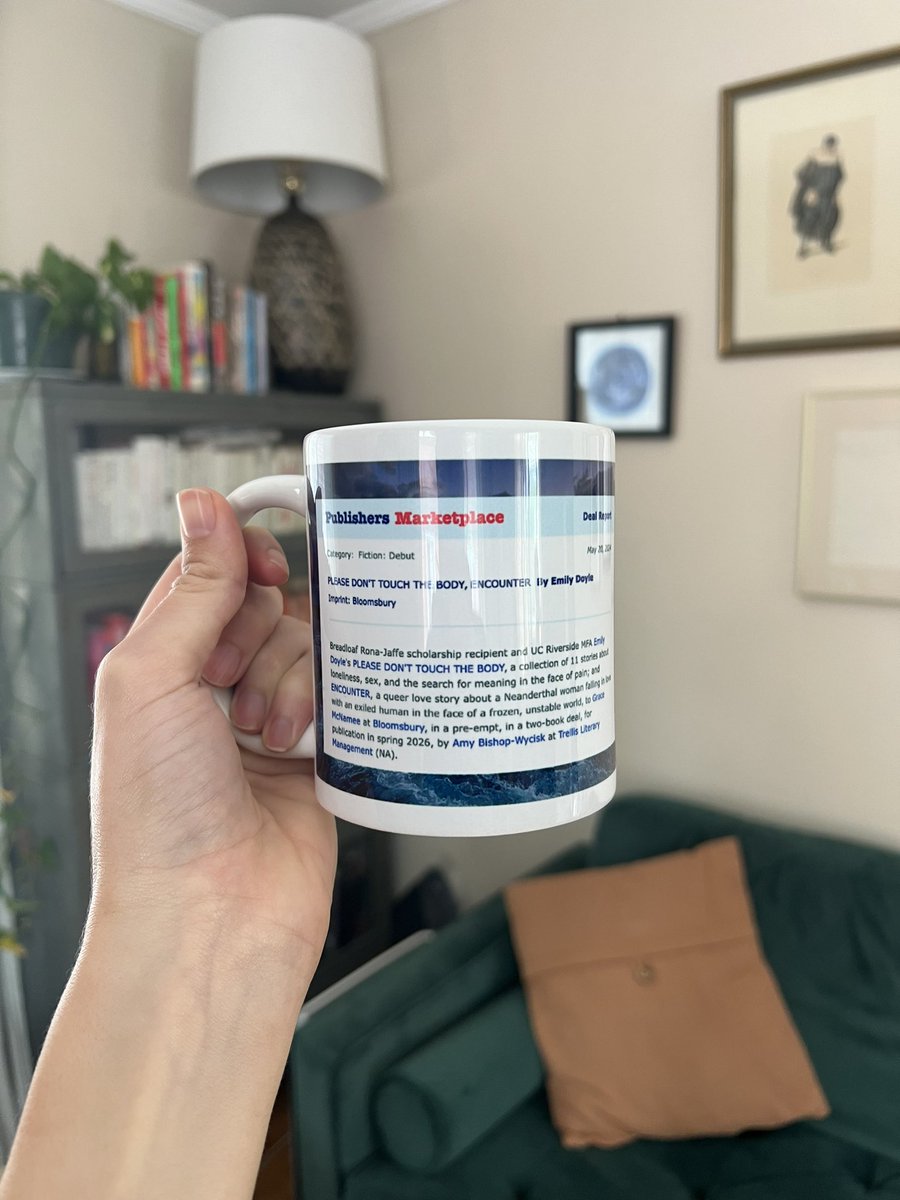 Publishers Marketplace Deal Report
Category: Fiction: Debut May 20, 2024
PLEASE DON'T TOUCH THE BODY, ENCOUNTER By Emily Doyle
Imprint: Bloomsbury
Breadloaf Rona-Jaffe scholarship recipient and UC Riverside MFA Emily
Doyle's PLEASE DON'T TOUCH THE BODY, a collection of 11 stories about
loneliness, sex, and the search for meaning in the face of pain; and
ENCOUNTER, a queer love story about a Neanderthal woman falling in love
with an exiled human in the face of a frozen, unstable world, to Grace
McNamee at Bloomsbury, in a pre-empt, in a two-book deal, for
publication in spring 2026, by Amy Bishop-Wycisk at Trellis Literary
Management (NA).